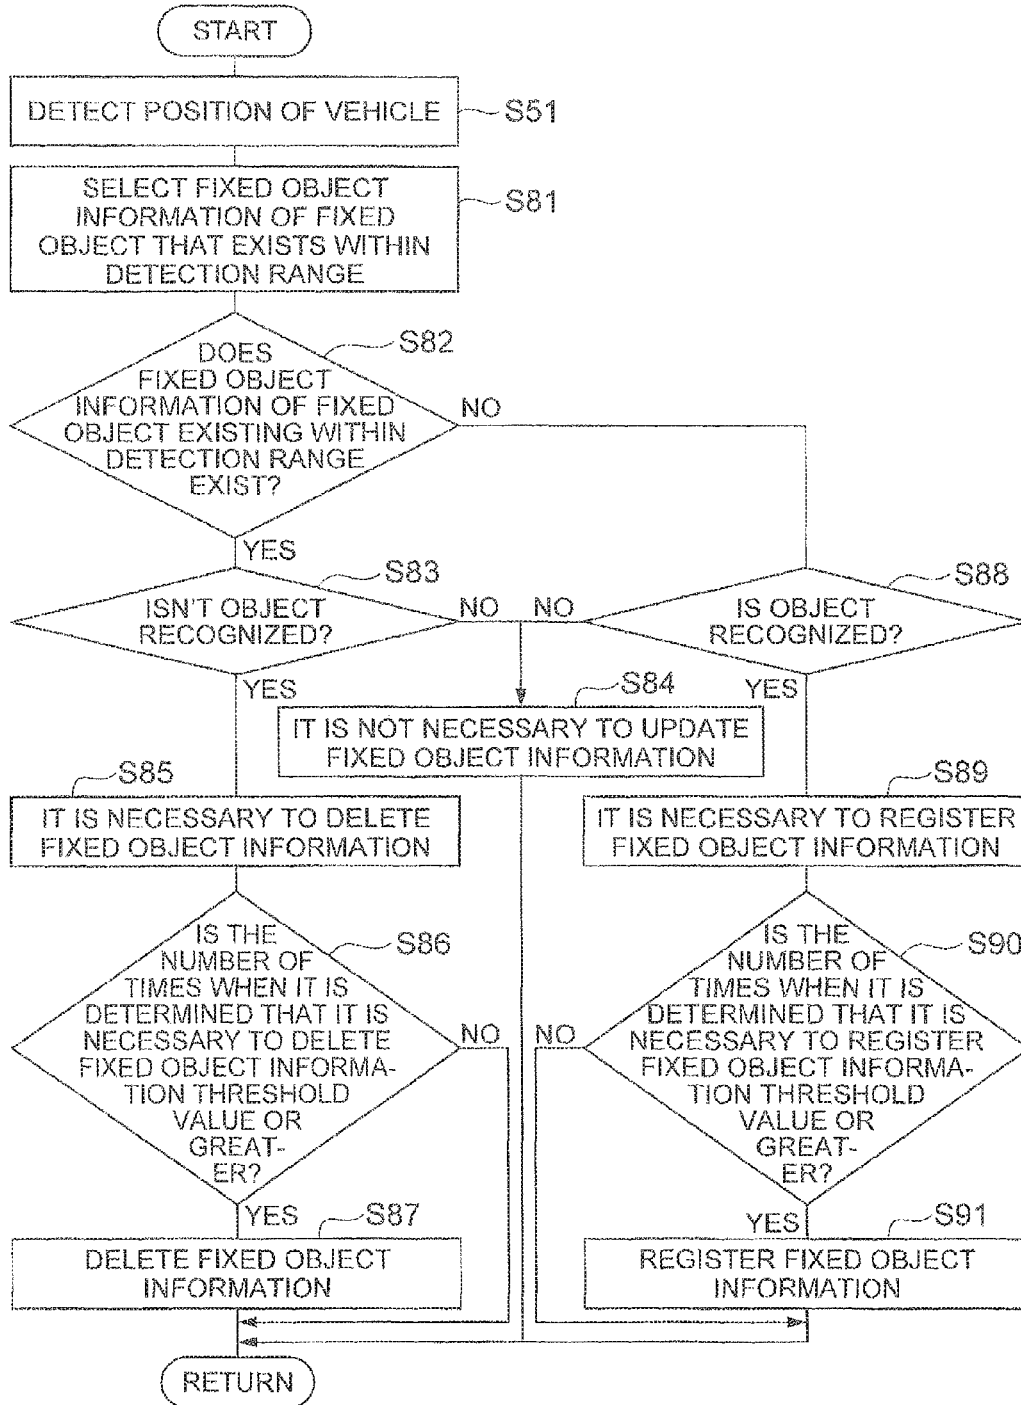 START
DETECT POSITION OF VEHICLE
S51
SELECT FIXED OBJECT
INFORMATION OF FIXED
OBJECT THAT EXISTS WITHIN
DETECTION RANGE
S81
DOES
FIXED OBJECT
INFORMATION OF FIXED
OBJECT EXISTING WITHIN
DETECTION RANGE
EXIST?
S82
NO
YES
ISN'T OBJECT
RECOGNIZED?
S83
NO
NO
IS OBJECT
RECOGNIZED?
S88
YES
YES
IT IS NOT NECESSARY TO UPDATE
FIXED OBJECT INFORMATION
S84
IT IS NECESSARY TO DELETE
FIXED OBJECT INFORMATION
S85
IT IS NECESSARY TO REGISTER
FIXED OBJECT INFORMATION
S89
IS THE
NUMBER OF
TIMES WHEN IT IS
DETERMINED THAT IT IS
NECESSARY TO DELETE
FIXED OBJECT INFORMA-
TION THRESHOLD
VALUE OR
GREAT-
ER?
S86
NO
NO
IS THE
NUMBER OF
TIMES WHEN IT IS
DETERMINED THAT IT IS
NECESSARY TO REGISTER
FIXED OBJECT INFORMA-
TION THRESHOLD
VALUE OR
GREAT-
ER?
S90
YES
YES
DELETE FIXED OBJECT
INFORMATION
S87
REGISTER FIXED OBJECT
INFORMATION
S91
RETURN